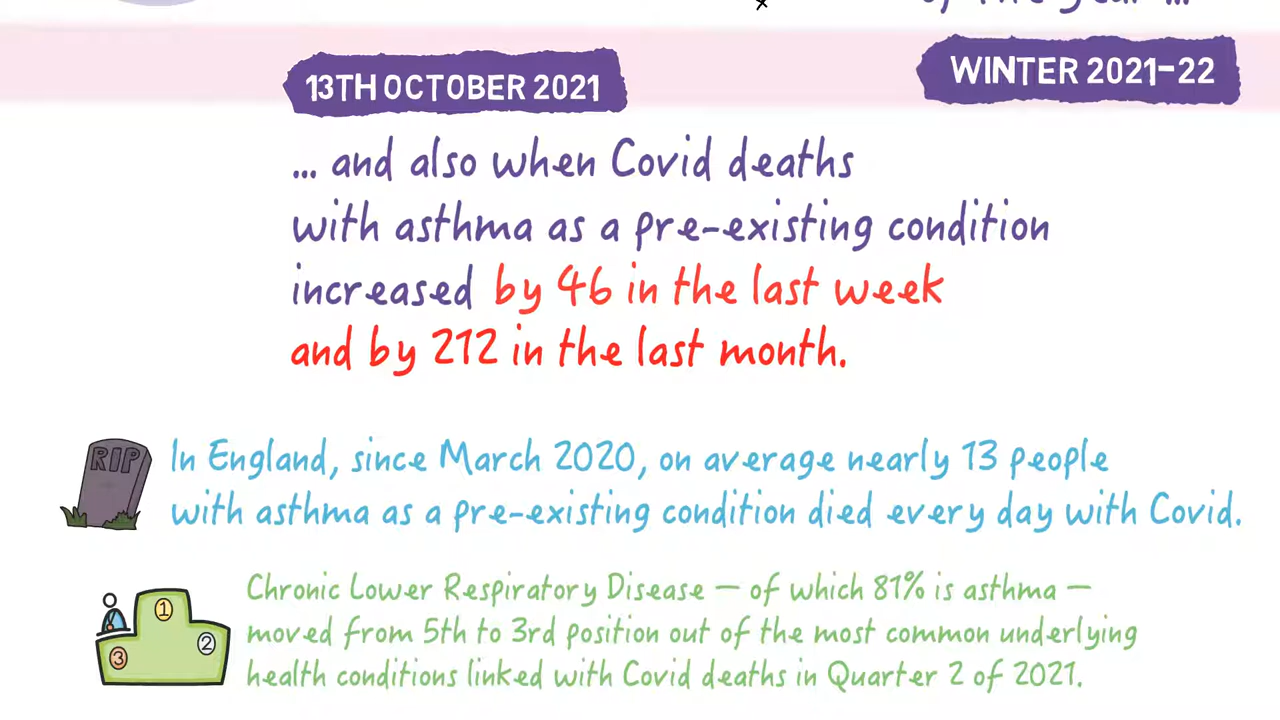 of the year ...
13TH OCTOBER 2021
WINTER 2021-22
... and also when Covid deaths
with asthma as a pre-existing condition
increased by 46 in the last week
and by 212 in the last month.
RIP
In England, since March 2020, on average nearly 13 people
with asthma as a pre-existing condition died every day with Covid.
1
2
3
Chronic Lower Respiratory Disease – of which 81% is asthma –
moved from 5th to 3rd position out of the most common underlying
health conditions linked with Covid deaths in Quarter 2 of 2021.